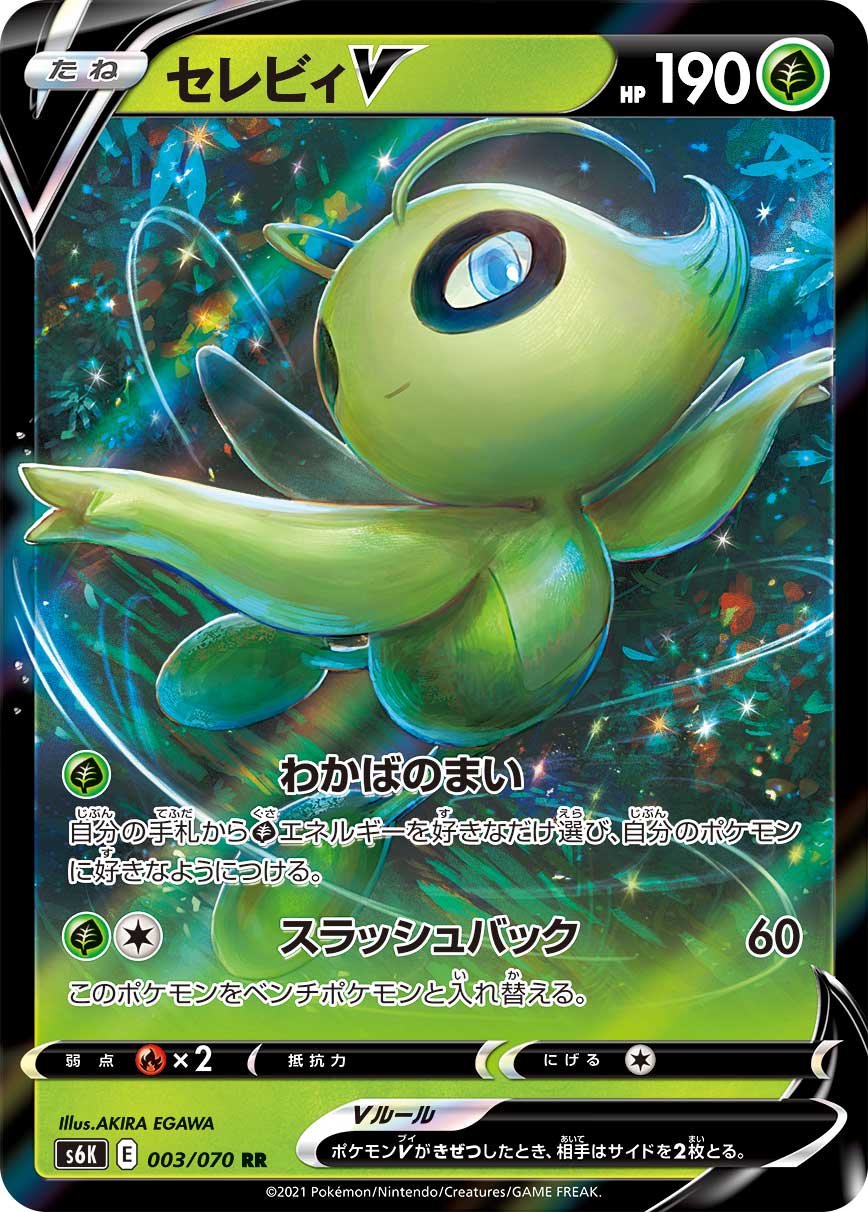 たね
セレビィV
HP 190
わかばのまい
自分の手札からエネルギーを好きなだけ選び、自分のポケモン
に好きなようにつける。
スラッシュバック 60
このポケモンをベンチポケモンと入れ替える。
弱点 ×2 抵抗力 にげる
Illus.AKIRA EGAWA
Vルール
ポケモンVがきぜつしたとき、相手はサイドを2枚とる。
s6K E 003/070 RR
©2021 Pokémon/Nintendo/Creatures/GAME FREAK.